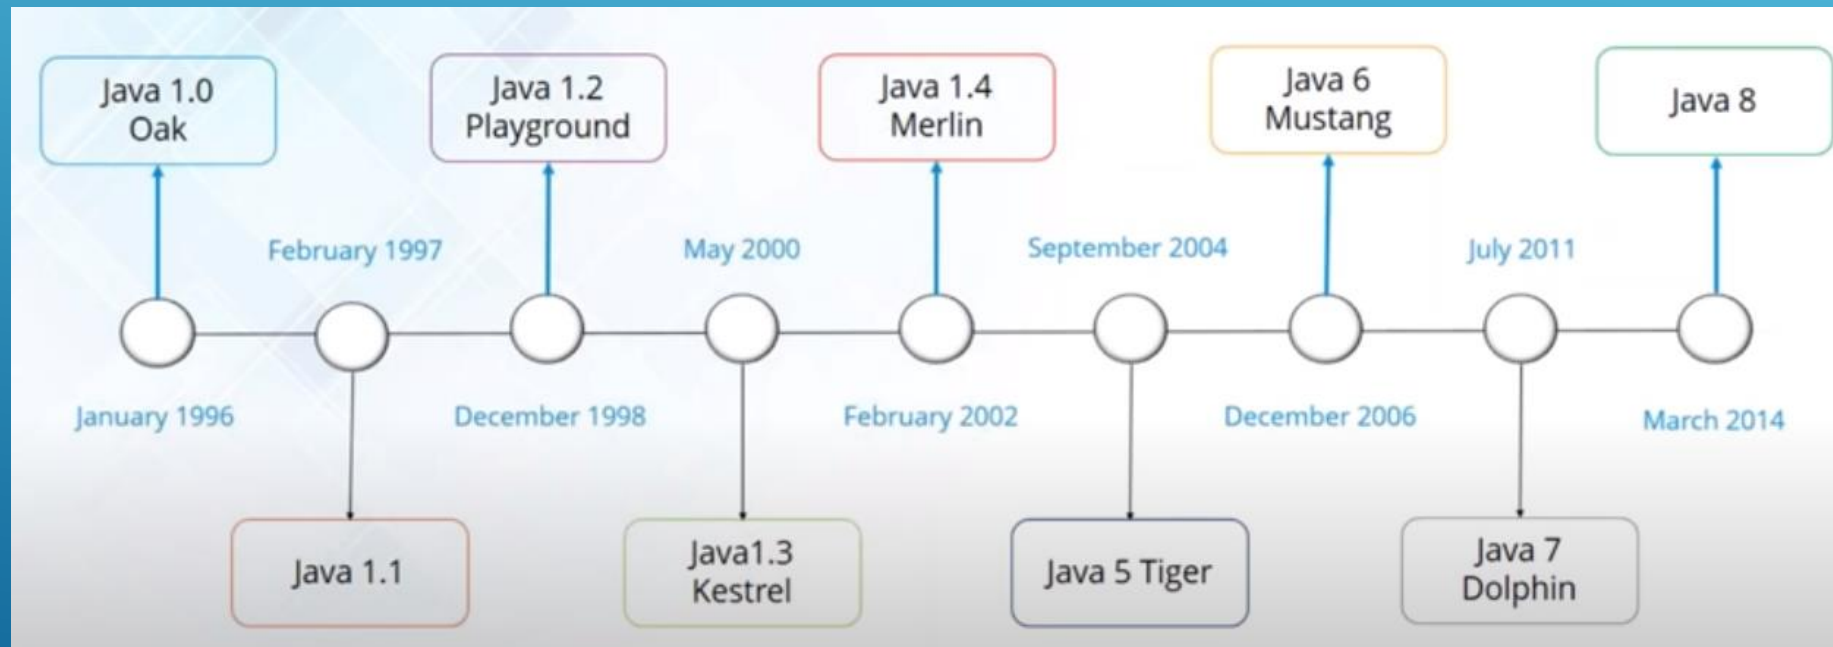 Java 1.0
Oak
Java 1.2
Playground
Java 1.4
Merlin
Java 6
Mustang
Java 8
February 1997
May 2000
September 2004
July 2011
January 1996
December 1998
February 2002
December 2006
March 2014
Java 1.1
Java1.3
Kestrel
Java 5 Tiger
Java 7
Dolphin